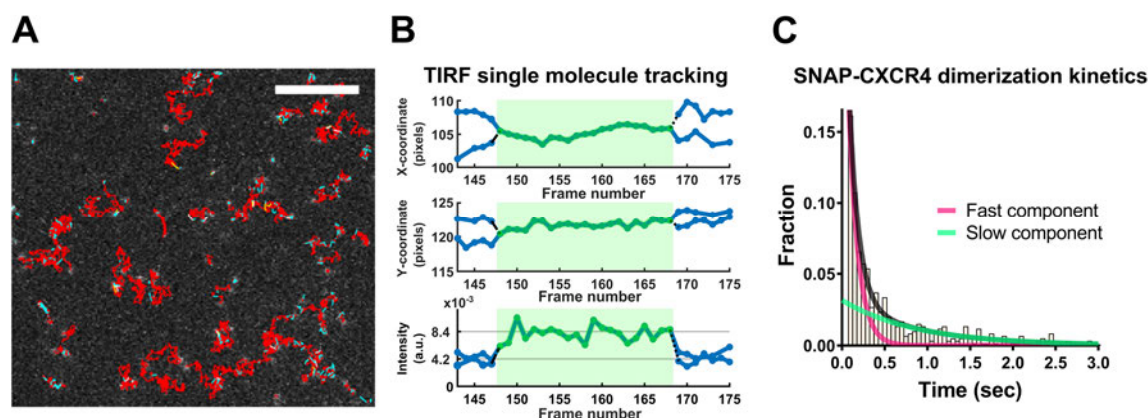 A
B
C
TIRF single molecule tracking
X-coordinate
(pixels)
110
105
100
145 150 155 160 165 170 175
Frame number
Y-coordinate
(pixels)
125
120
115
145 150 155 160 165 170 175
Frame number
x10⁻³
Intensity
(a.u.)
8.4
4.2
0
145 150 155 160 165 170 175
Frame number
SNAP-CXCR4 dimerization kinetics
Fraction
0.15
0.10
0.05
0.00
Fast component
Slow component
0.0 0.5 1.0 1.5 2.0 2.5 3.0
Time (sec)